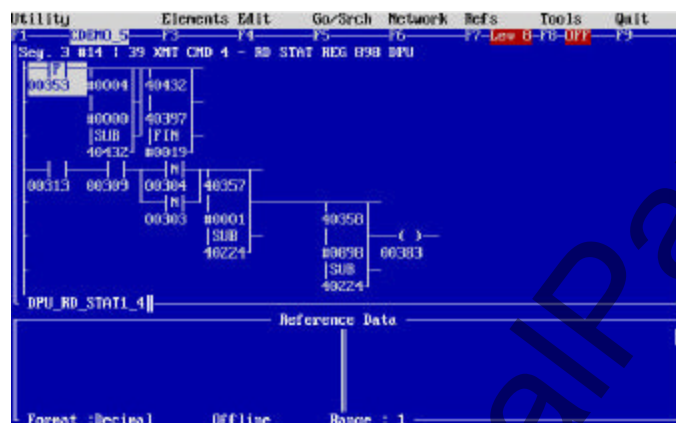 Utility Elements Edit Go/Srch Network Refs Tools Quit
F1 XDEMO_5 F3 F4 F5 F6 F7-Lev 8-F8-OFF F9
Seg. 3 #14 : 39 XMT CMD 4 - RD STAT REG 898 DPU
P
00353 #0004 40432
#0000 40397
SUB FIN
40432 #0019
N
00313 00309 00304 40357
N
00303 #0001 40358
SUB ( )
40224 #0898 00383
SUB
40224
DPU_RD_STAT1_4
Reference Data
Format :Decimal Offline Range : 1